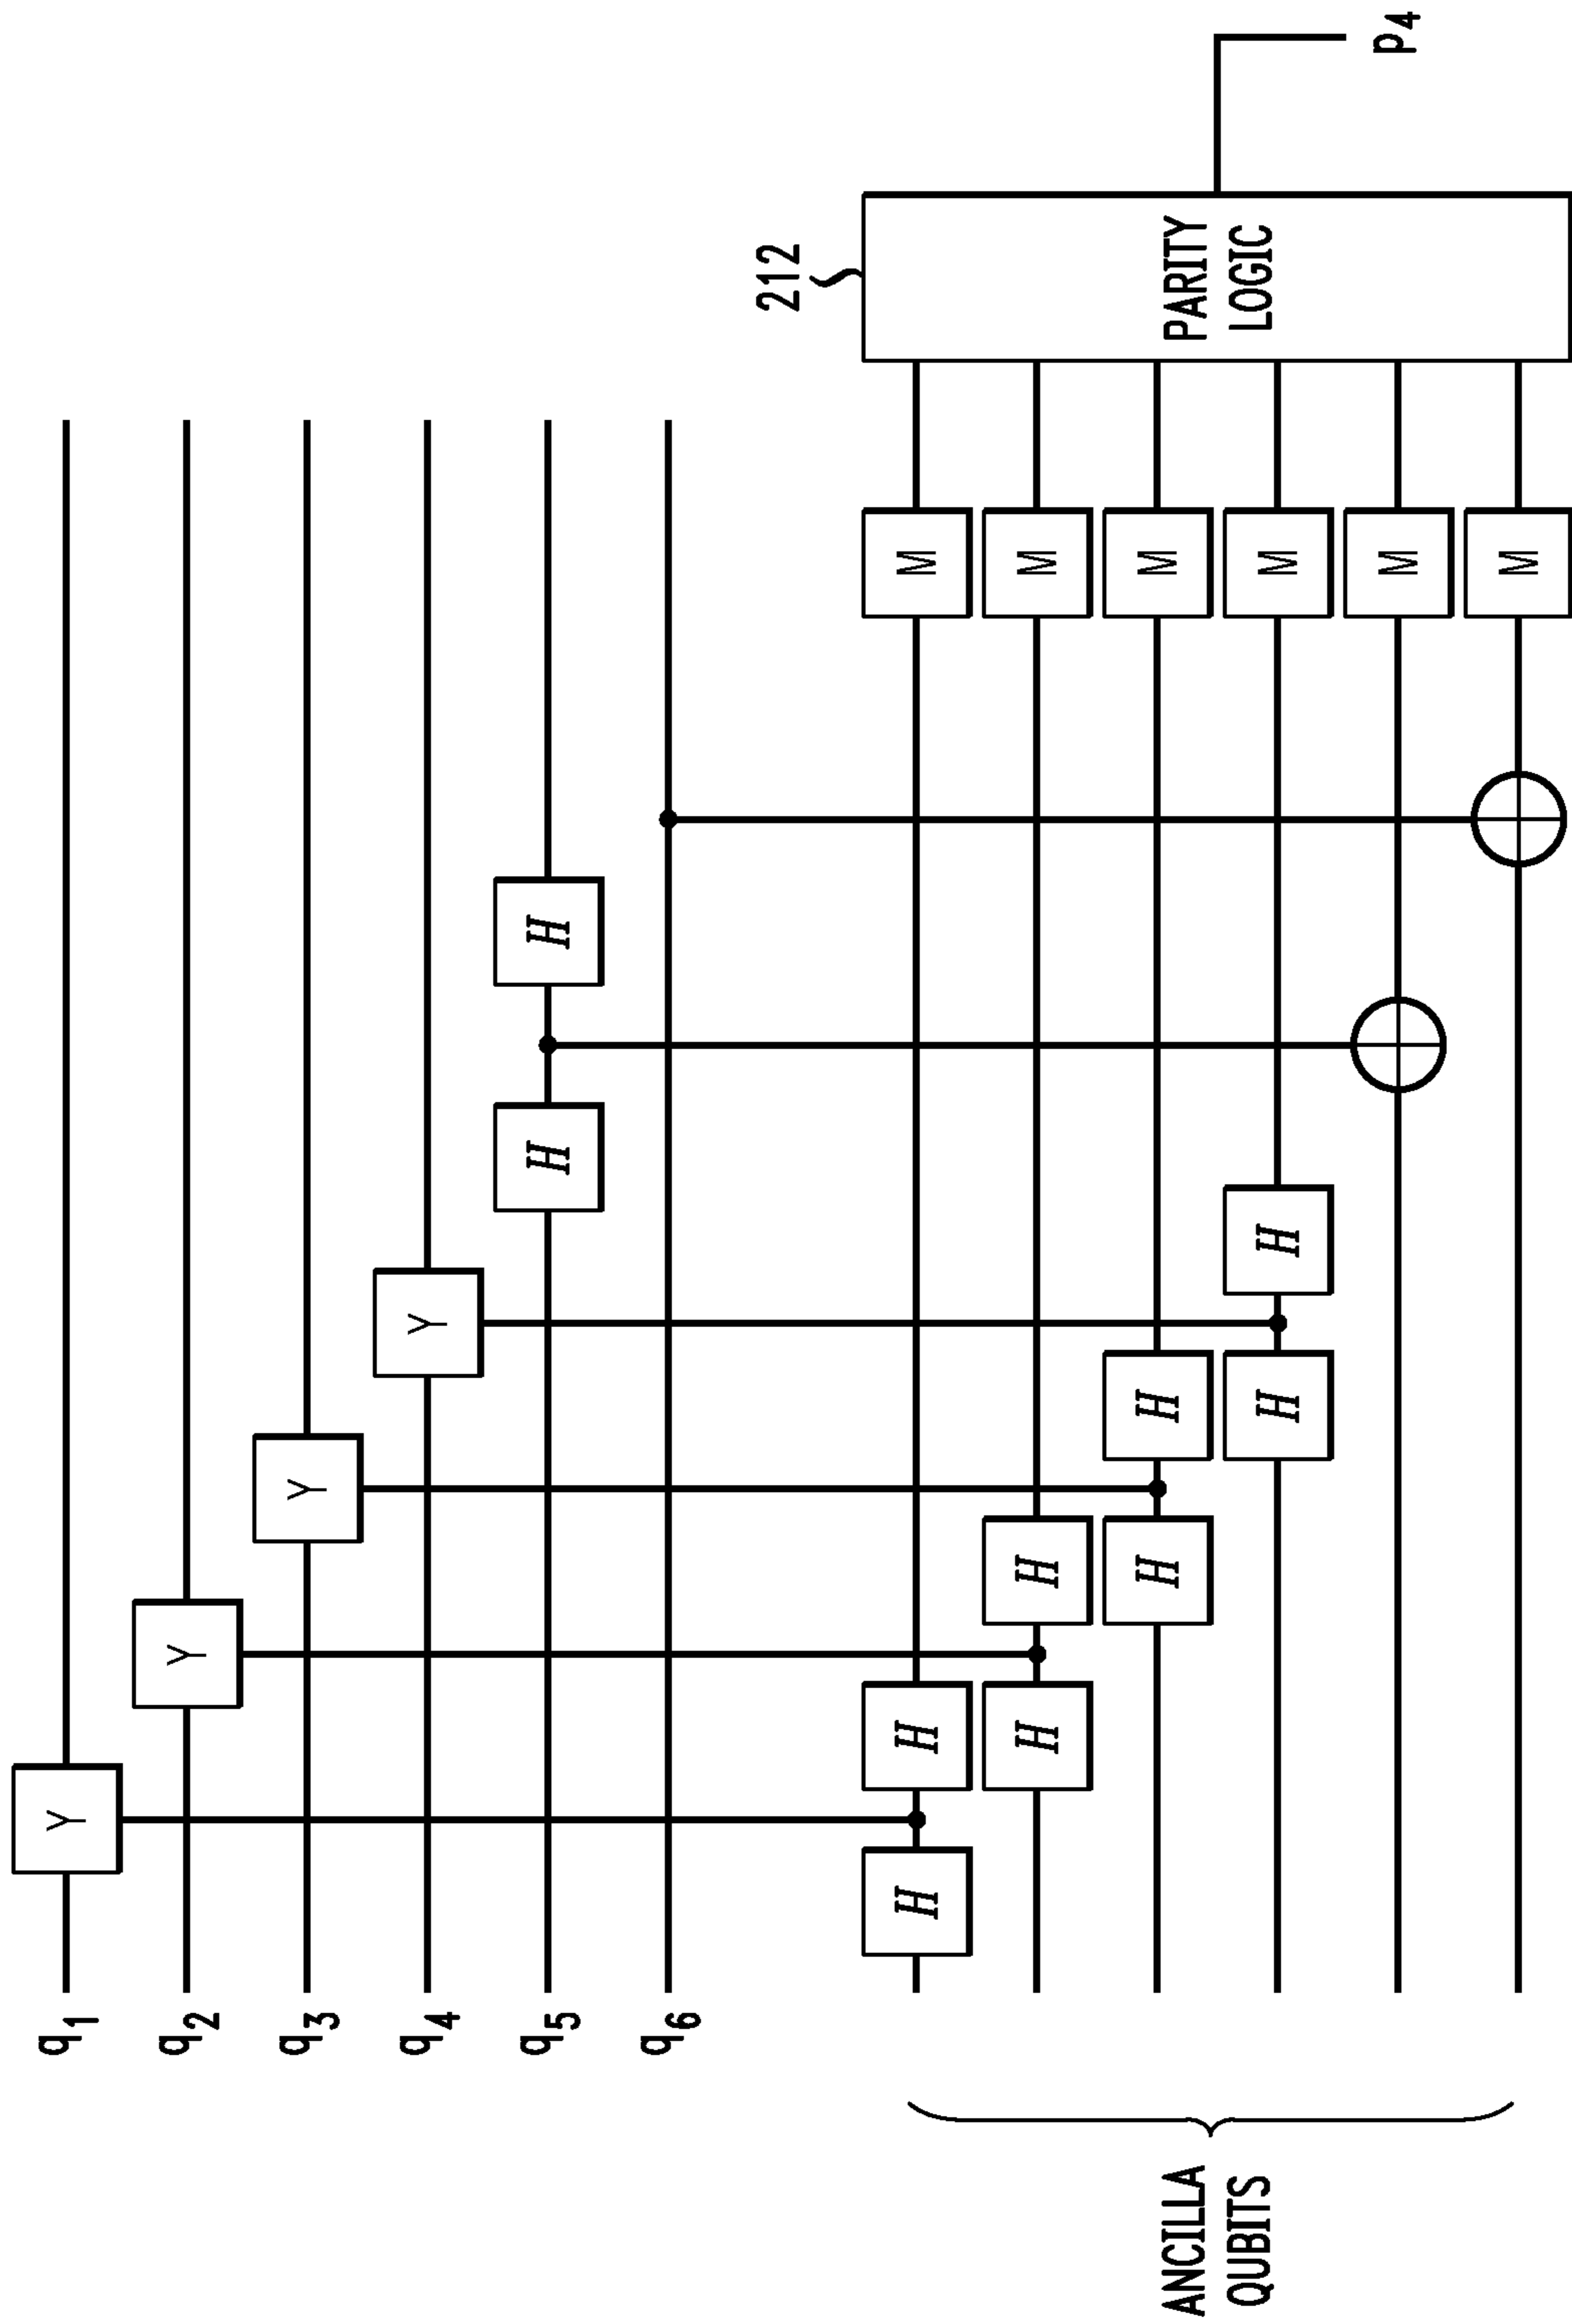 q1
Y
q2
Y
q3
Y
q4
Y
q5
H H
q6
212
H H M
H H M
H H M
ANCILLA
QUBITS
PARITY
LOGIC
H H M
M
p4
M